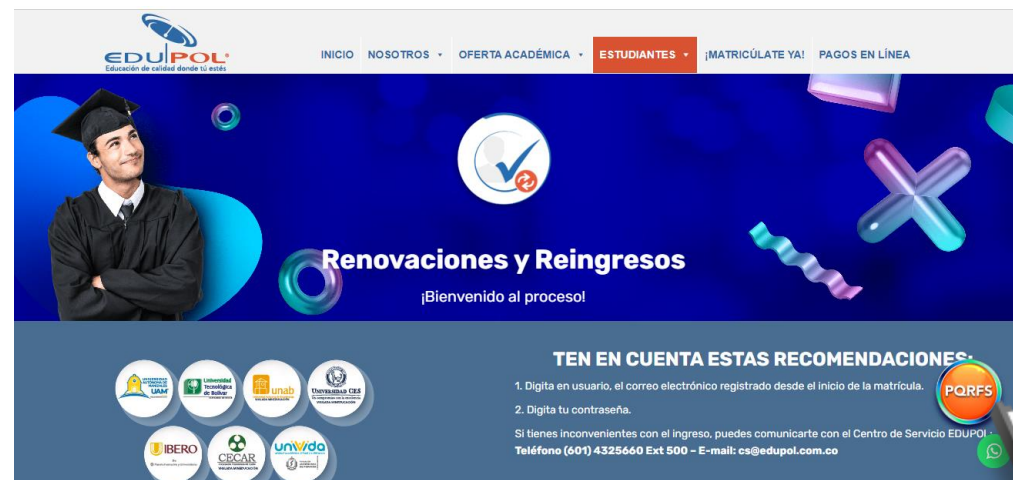 EDUPOL
Educación de calidad donde tú estés
INICIO NOSOTROS OFERTA ACADÉMICA ESTUDIANTES ¡MATRICÚLATE YA! PAGOS EN LÍNEA
Renovaciones y Reingresos
¡Bienvenido al proceso!
TEN EN CUENTA ESTAS RECOMENDACIONES:
1. Digita en usuario, el correo electrónico registrado desde el inicio de la matrícula.
2. Digita tu contraseña.
Si tienes inconvenientes con el ingreso, puedes comunicarte con el Centro de Servicio EDUPOL:
Teléfono (601) 4325660 Ext 500 – E-mail: cs@edupol.com.co
PQRFS
UAM
Universidad
Tecnológica
de Bolívar
unab
UNIVERSIDAD CES
IBERO
CECAR
univida